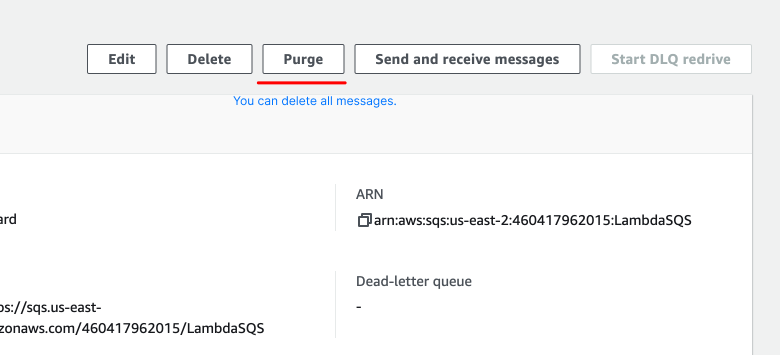 Edit
Delete
Purge
Send and receive messages
Start DLQ redrive
You can delete all messages.
ARN
ard
arn:aws:sqs:us-east-2:460417962015:LambdaSQS
Dead-letter queue
ps://sqs.us-east-
-
zonaws.com/460417962015/LambdaSQS